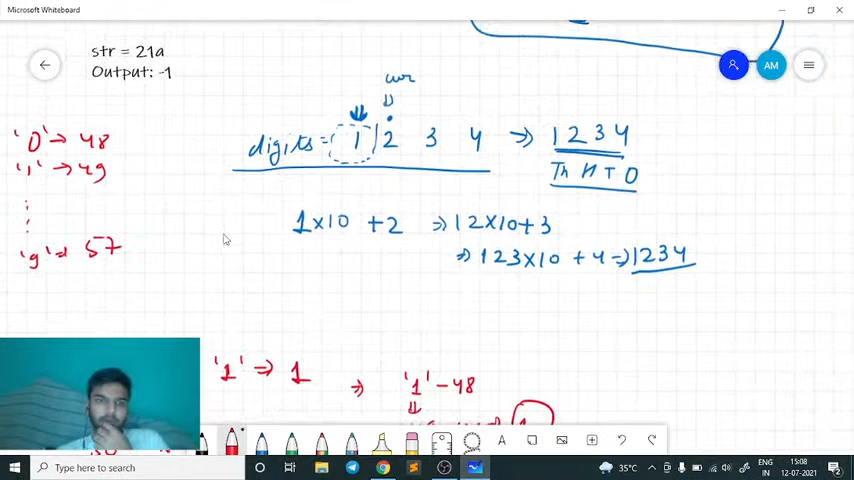 Microsoft Whiteboard
str = 21a
Output: -1
AM
cur
digits = 1 2 3 4 ⇒ 1 2 3 4
Th H T O
'0' → 48
'1' → 49
'9' = 57
1×10 + 2 ⇒ 12×10+3
⇒ 123×10 + 4 ⇒ 1234
'1' ⇒ 1
⇒ '1' - 48
Type here to search
35°C
ENG
IN
15:08
12-07-2021
2